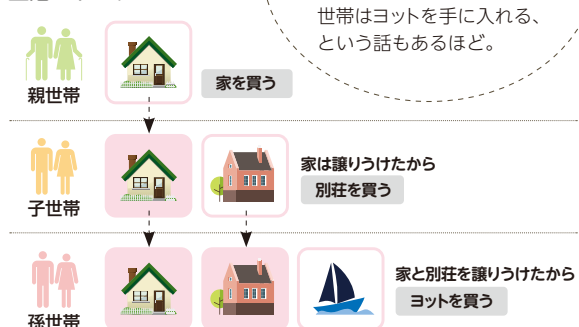 世帯はヨットを手に入れる、
という話もあるほど。
親世帯
家を買う
子世帯
家は譲りうけたから
別荘を買う
孫世帯
家と別荘を譲りうけたから
ヨットを買う